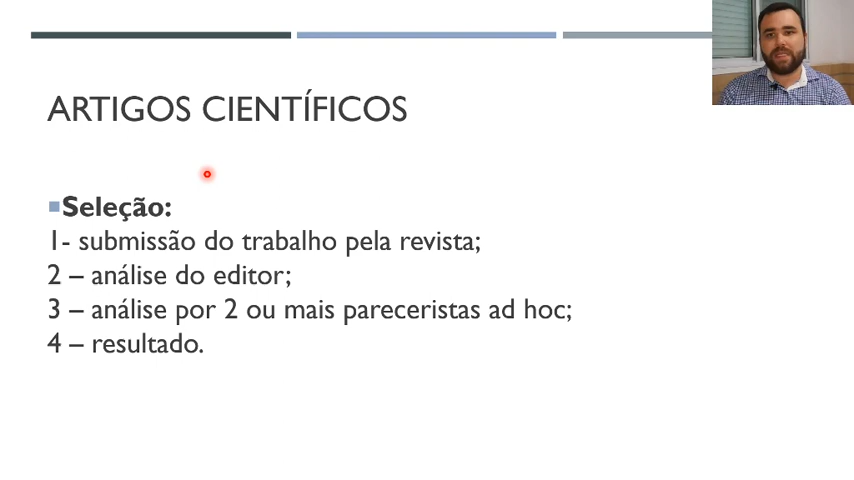 ARTIGOS CIENTÍFICOS
Seleção:
1- submissão do trabalho pela revista;
2 – análise do editor;
3 – análise por 2 ou mais pareceristas ad hoc;
4 – resultado.